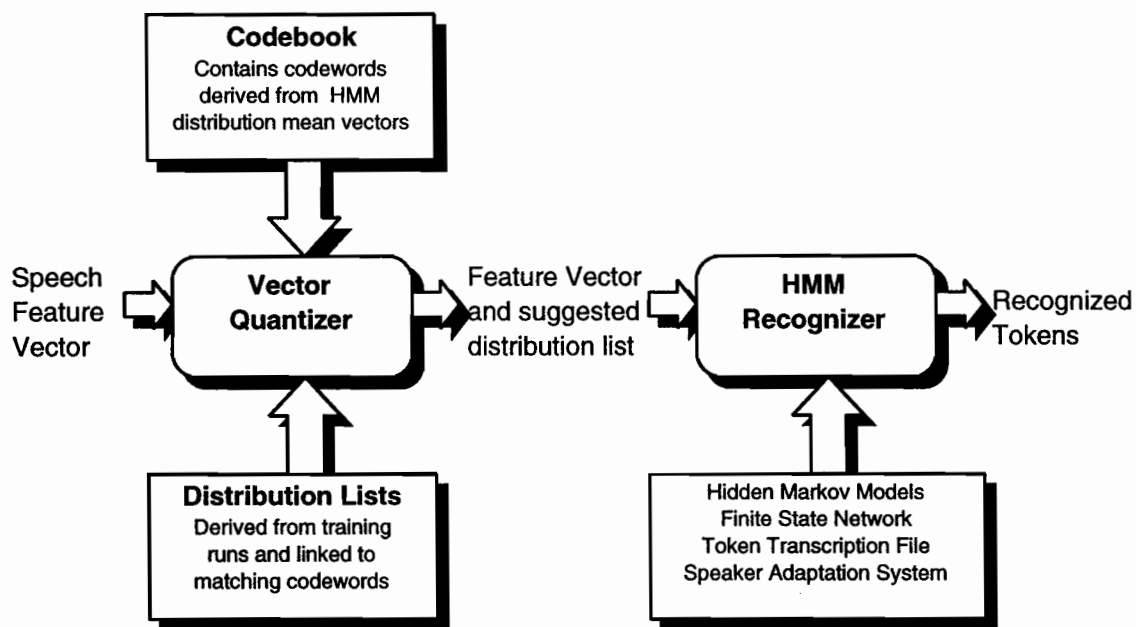 Codebook
Contains codewords
derived from HMM
distribution mean vectors
Speech
Feature
Vector
Vector
Quantizer
Feature Vector
and suggested
distribution list
HMM
Recognizer
Recognized
Tokens
Distribution Lists
Derived from training
runs and linked to
matching codewords
Hidden Markov Models
Finite State Network
Token Transcription File
Speaker Adaptation System